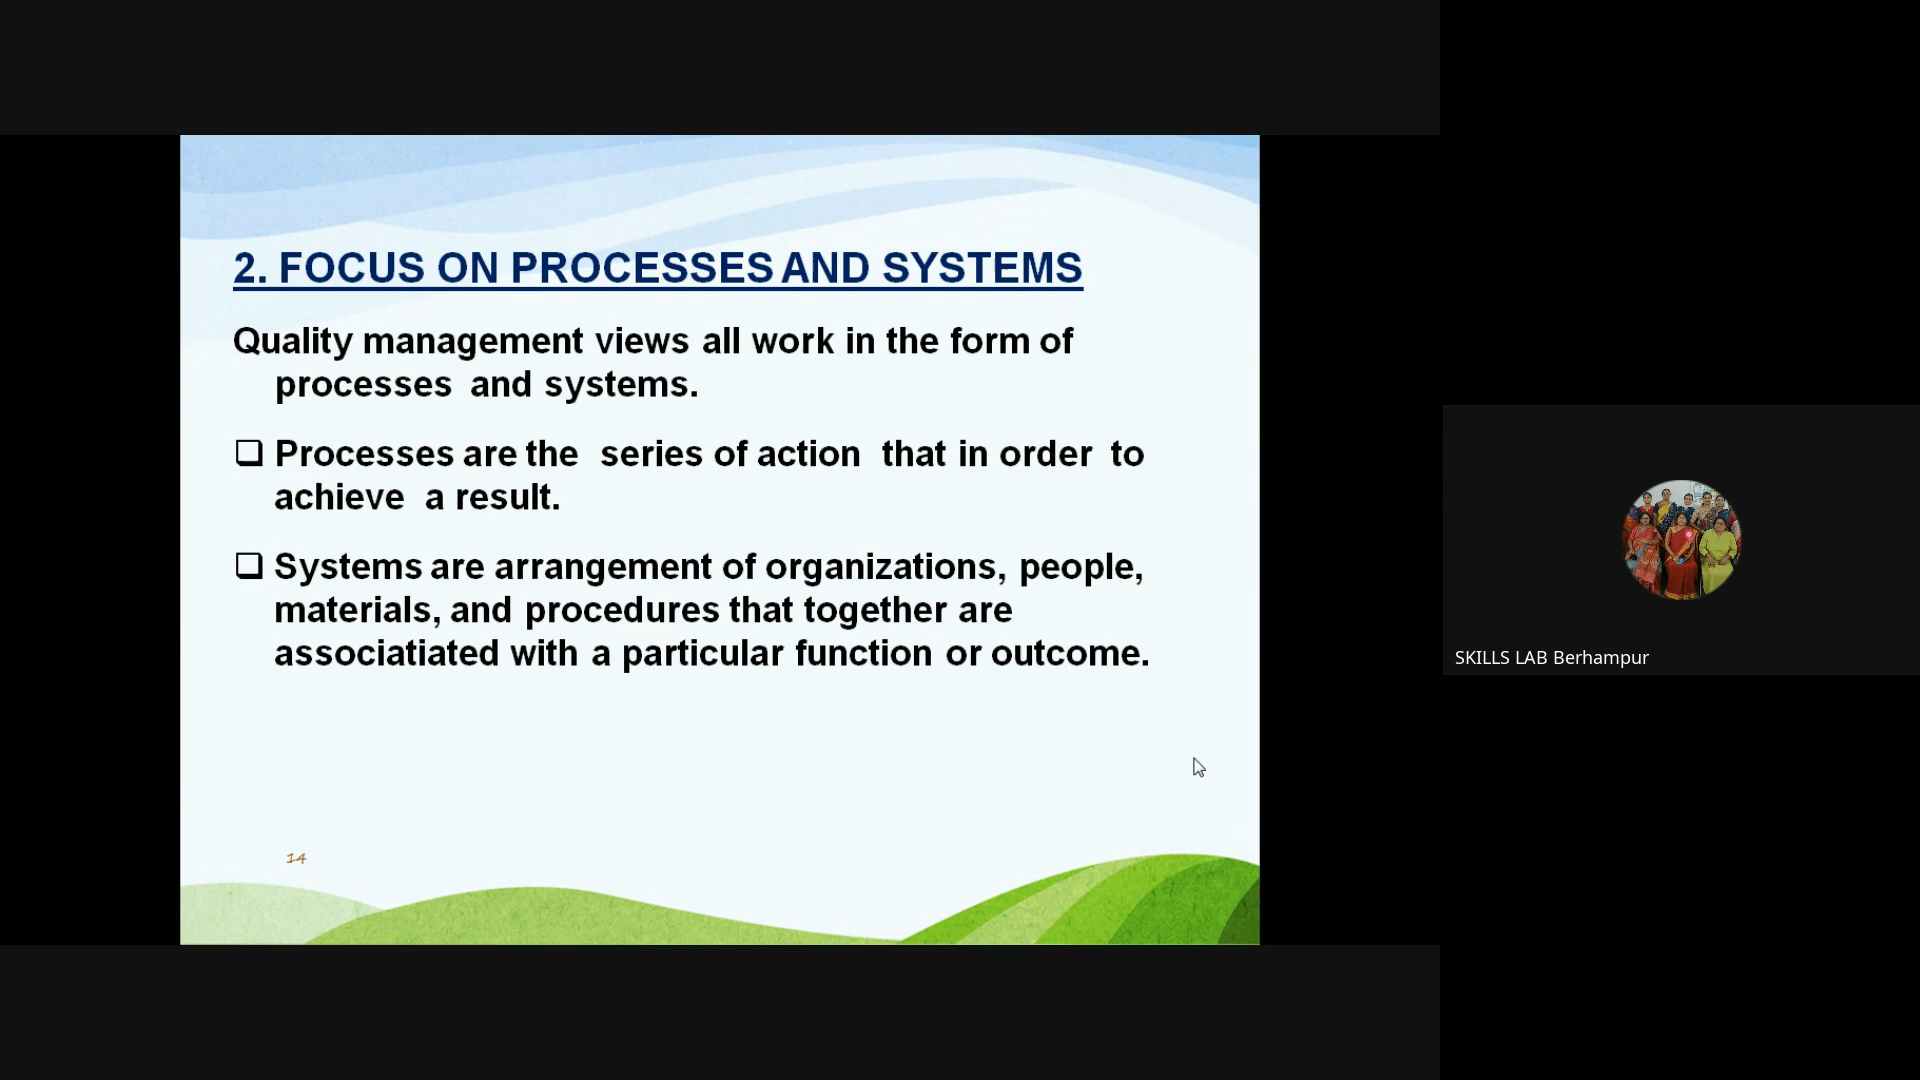 2. FOCUS ON PROCESSES AND SYSTEMS
Quality management views all work in the form of
processes and systems.
❑ Processes are the series of action that in order to
achieve a result.
❑ Systems are arrangement of organizations, people,
materials, and procedures that together are
associatiated with a particular function or outcome.
14
SKILLS LAB Berhampur